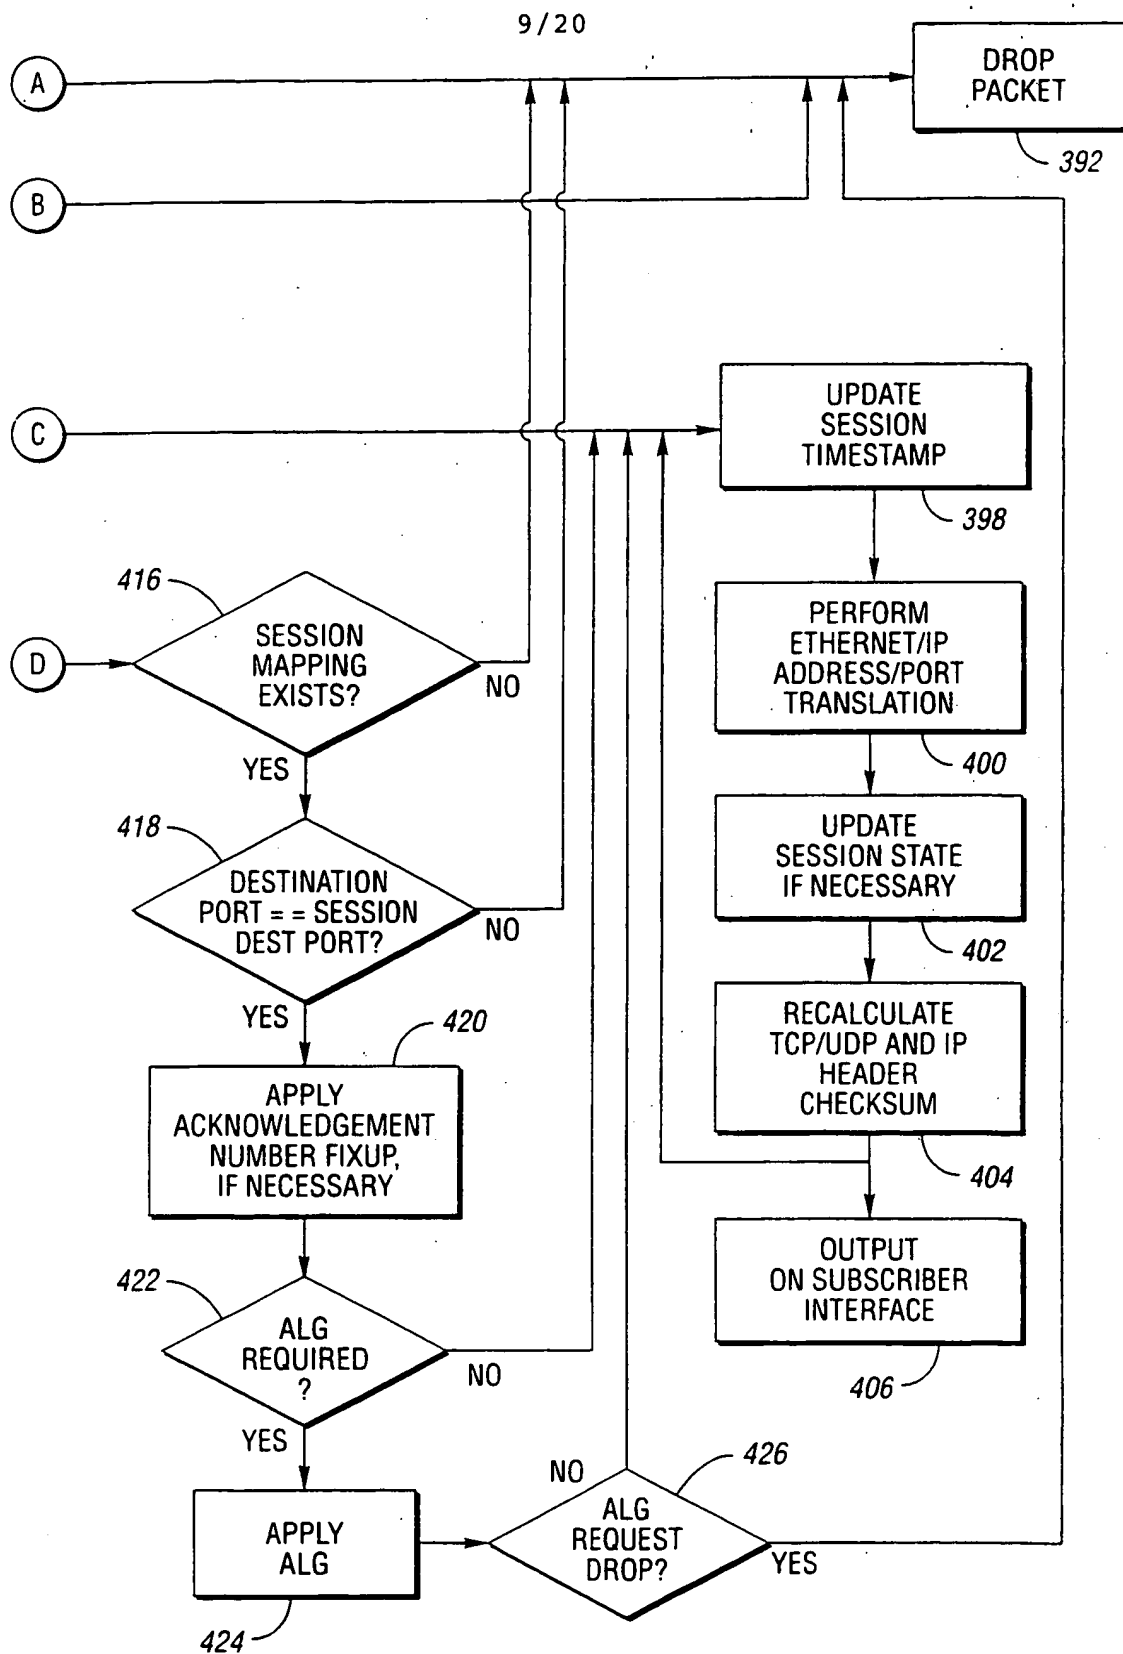 9/20
A
DROP
PACKET
392
B
C
UPDATE
SESSION
TIMESTAMP
398
416
D
SESSION
MAPPING
EXISTS?
NO
YES
PERFORM
ETHERNET/IP
ADDRESS/PORT
TRANSLATION
400
418
DESTINATION
PORT = = SESSION
DEST PORT?
NO
YES
UPDATE
SESSION STATE
IF NECESSARY
402
420
APPLY
ACKNOWLEDGEMENT
NUMBER FIXUP,
IF NECESSARY
RECALCULATE
TCP/UDP AND IP
HEADER
CHECKSUM
404
422
ALG
REQUIRED
?
NO
YES
OUTPUT
ON SUBSCRIBER
INTERFACE
406
APPLY
ALG
424
NO
426
ALG
REQUEST
DROP?
YES